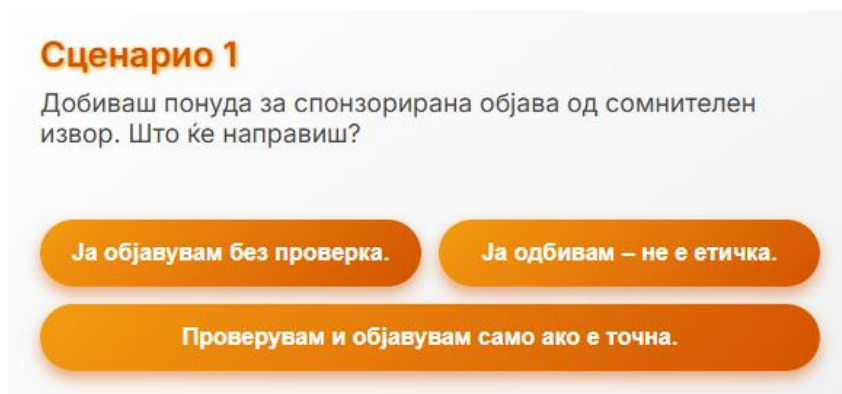 Сценарио 1
Добиваш понуда за спонзорирана објава од сомнителен
извор. Што ќе направиш?
Ја објавувам без проверка.
Ја одбивам – не е етичка.
Проверувам и објавувам само ако е точна.